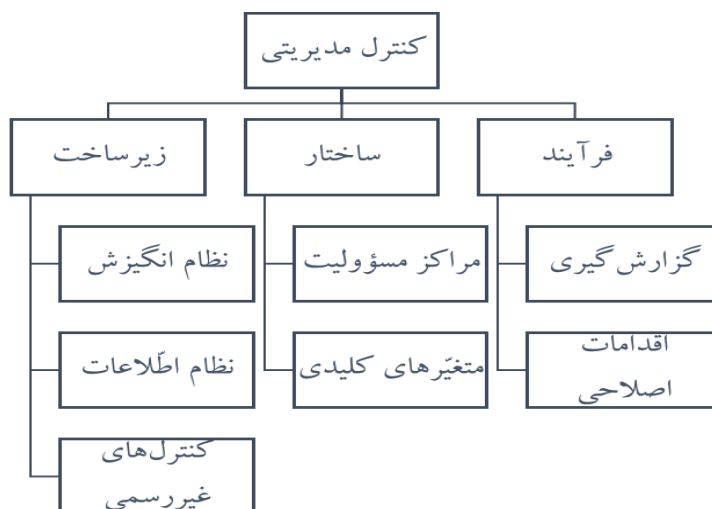 کنترل مدیریتی
فرآیند
ساختار
زیرساخت
گزارش‌گیری
مراکز مسؤولیت
نظام انگیزش
اقدامات
اصلاحی
متغیّرهای کلیدی
نظام اطّلاعات
کنترل‌های
غیررسمی